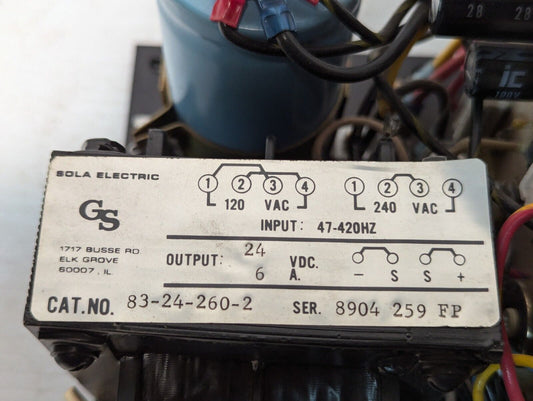 28 28
iC
100V
SOLA ELECTRIC
GS
1717 BUSSE RD.
ELK GROVE
60007, IL
1 2 3 4
120 VAC
1 2 3 4
240 VAC
INPUT: 47-420HZ
OUTPUT: 24 VDC.
6 A.
– S S +
CAT.NO. 83-24-260-2 SER. 8904 259 FP